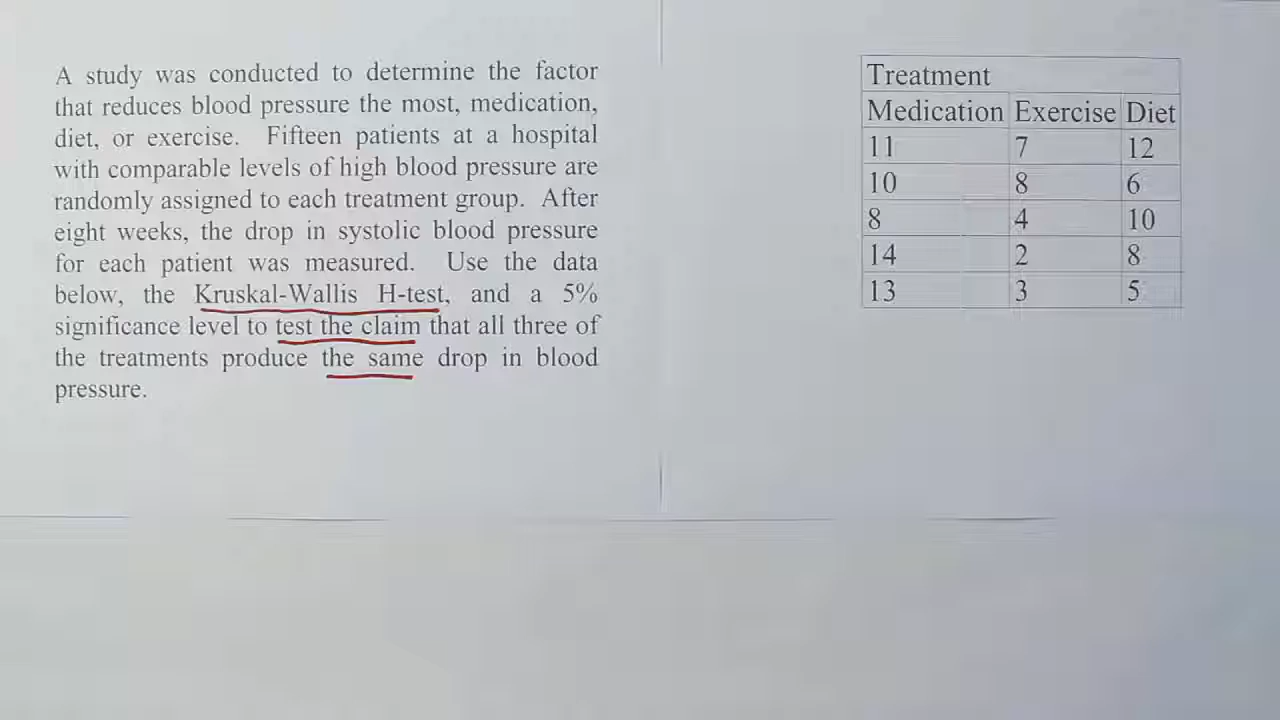 A study was conducted to determine the factor
that reduces blood pressure the most, medication,
diet, or exercise. Fifteen patients at a hospital
with comparable levels of high blood pressure are
randomly assigned to each treatment group. After
eight weeks, the drop in systolic blood pressure
for each patient was measured. Use the data
below, the Kruskal-Wallis H-test, and a 5%
significance level to test the claim that all three of
the treatments produce the same drop in blood
pressure.
Treatment
Medication Exercise Diet
11 7 12
10 8 6
8 4 10
14 2 8
13 3 5